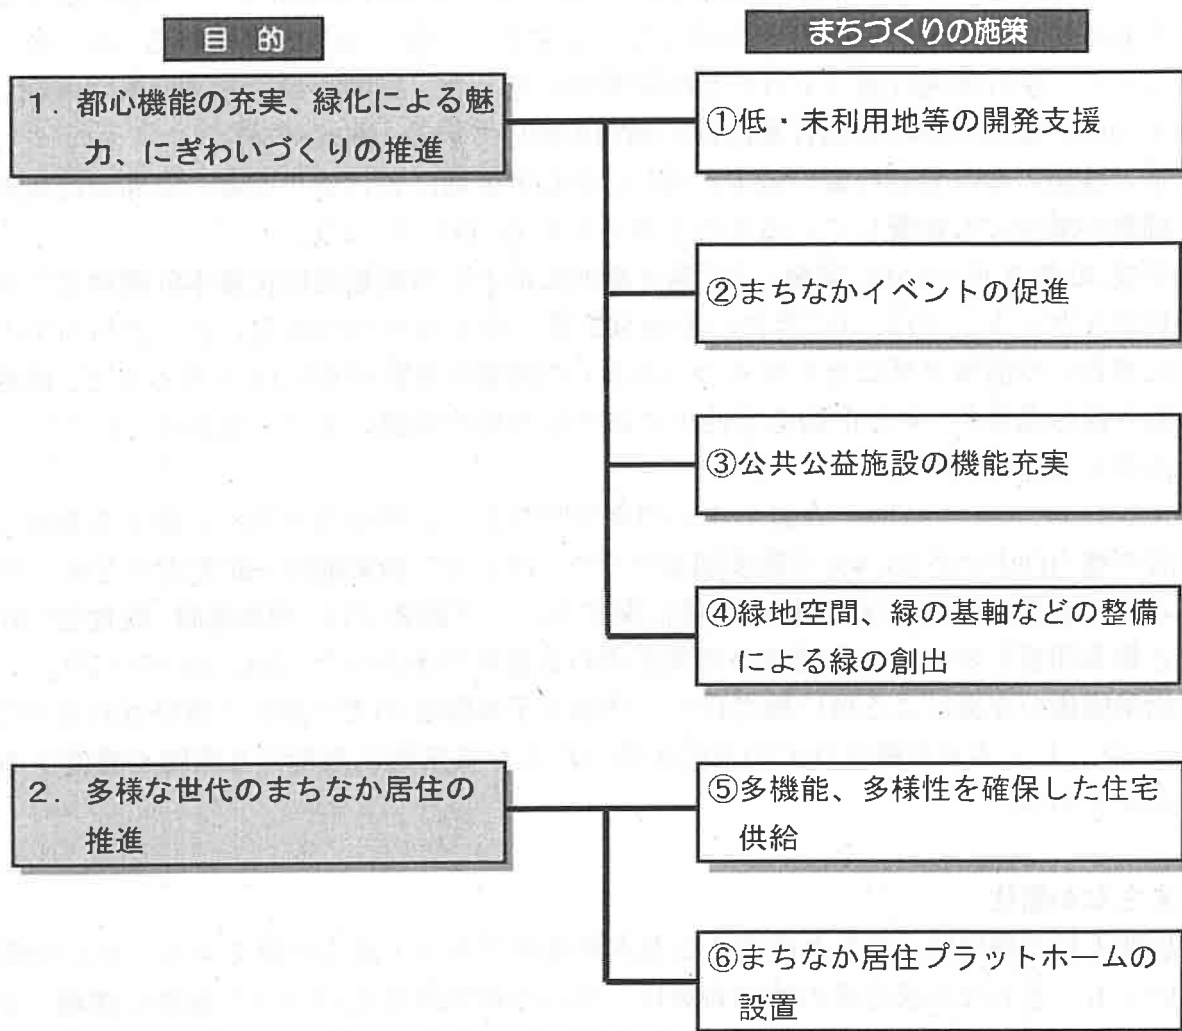 目的
まちづくりの施策
1．都心機能の充実、緑化による魅
力、にぎわいづくりの推進
①低・未利用地等の開発支援
②まちなかイベントの促進
③公共公益施設の機能充実
④緑地空間、緑の基軸などの整備
による緑の創出
2．多様な世代のまちなか居住の
推進
⑤多機能、多様性を確保した住宅
供給
⑥まちなか居住プラットホームの
設置